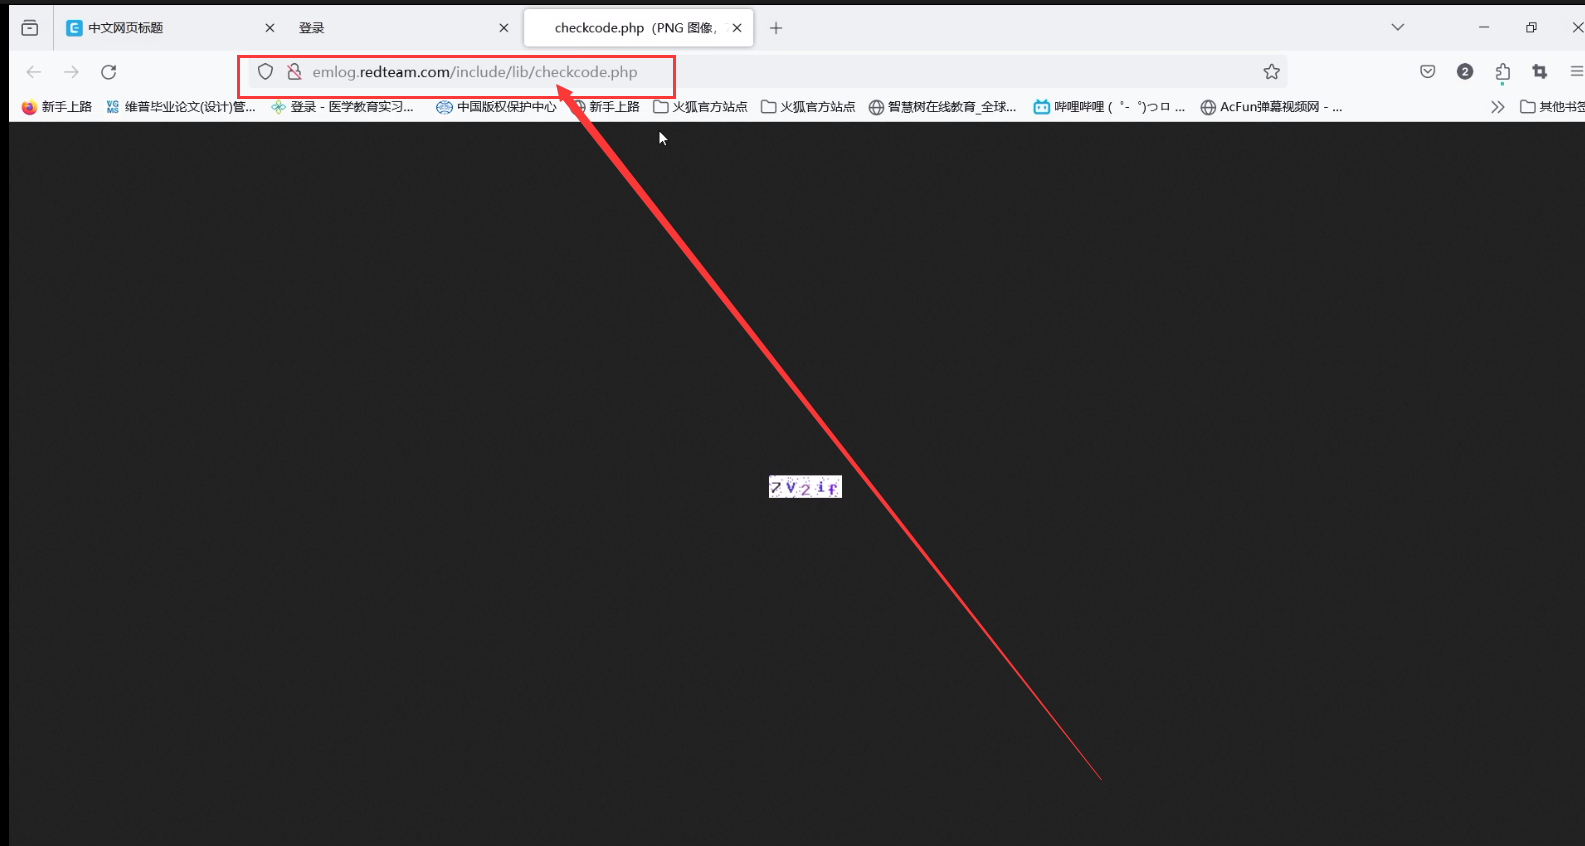 中文网页标题
登录
checkcode.php（PNG 图像，
emlog.redteam.com/include/lib/checkcode.php
2
新手上路
VG
MS
维普毕业论文(设计)管...
登录 - 医学教育实习...
中国版权保护中心
新手上路
火狐官方站点
火狐官方站点
智慧树在线教育_全球...
哔哩哔哩 ( ゜- ゜)つロ ...
AcFun弹幕视频网 - ...
其他书签
7V2if